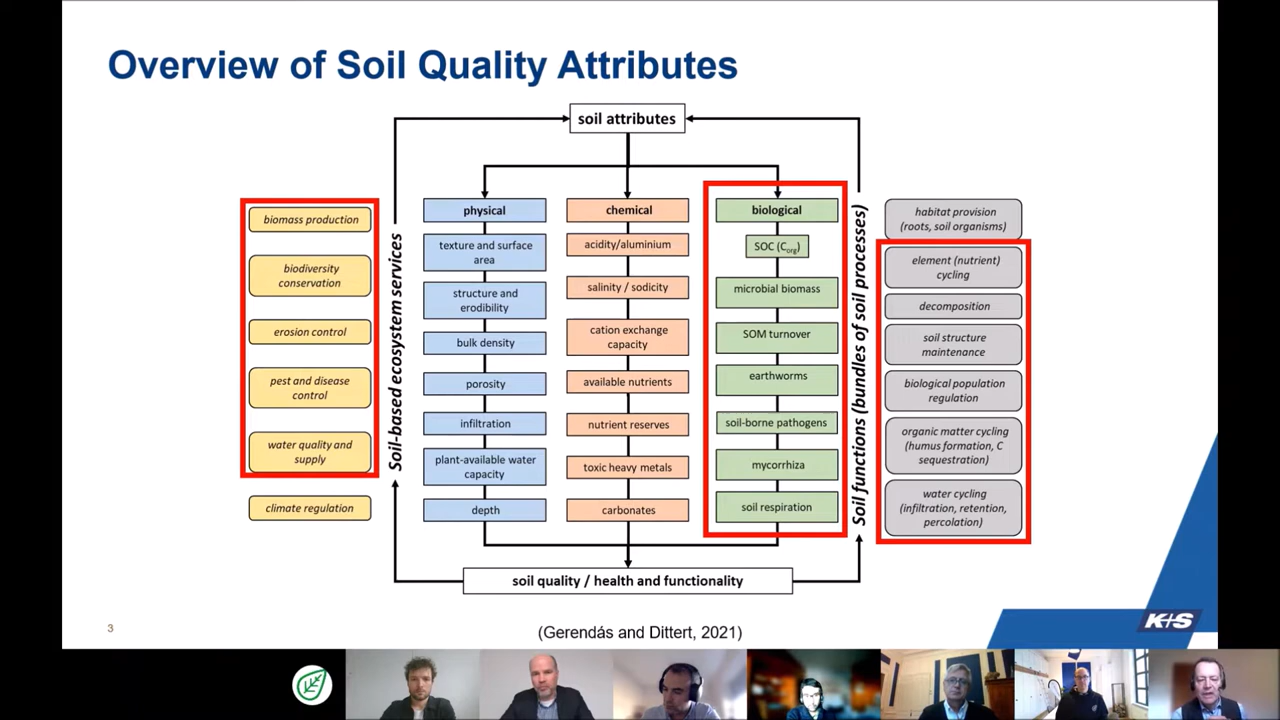 Overview of Soil Quality Attributes
soil attributes
biomass production
biodiversity
conservation
erosion control
pest and disease
control
water quality and
supply
climate regulation
Soil-based ecosystem services
physical
texture and surface
area
structure and
erodibility
bulk density
porosity
infiltration
plant-available water
capacity
depth
chemical
acidity/aluminium
salinity / sodicity
cation exchange
capacity
available nutrients
nutrient reserves
toxic heavy metals
carbonates
biological
SOC (Corg)
microbial biomass
SOM turnover
earthworms
soil-borne pathogens
mycorrhiza
soil respiration
Soil functions (bundles of soil processes)
habitat provision
(roots, soil organisms)
element (nutrient)
cycling
decomposition
soil structure
maintenance
biological population
regulation
organic matter cycling
(humus formation, C
sequestration)
water cycling
(infiltration, retention,
percolation)
soil quality / health and functionality
3
(Gerendás and Dittert, 2021)
K+S